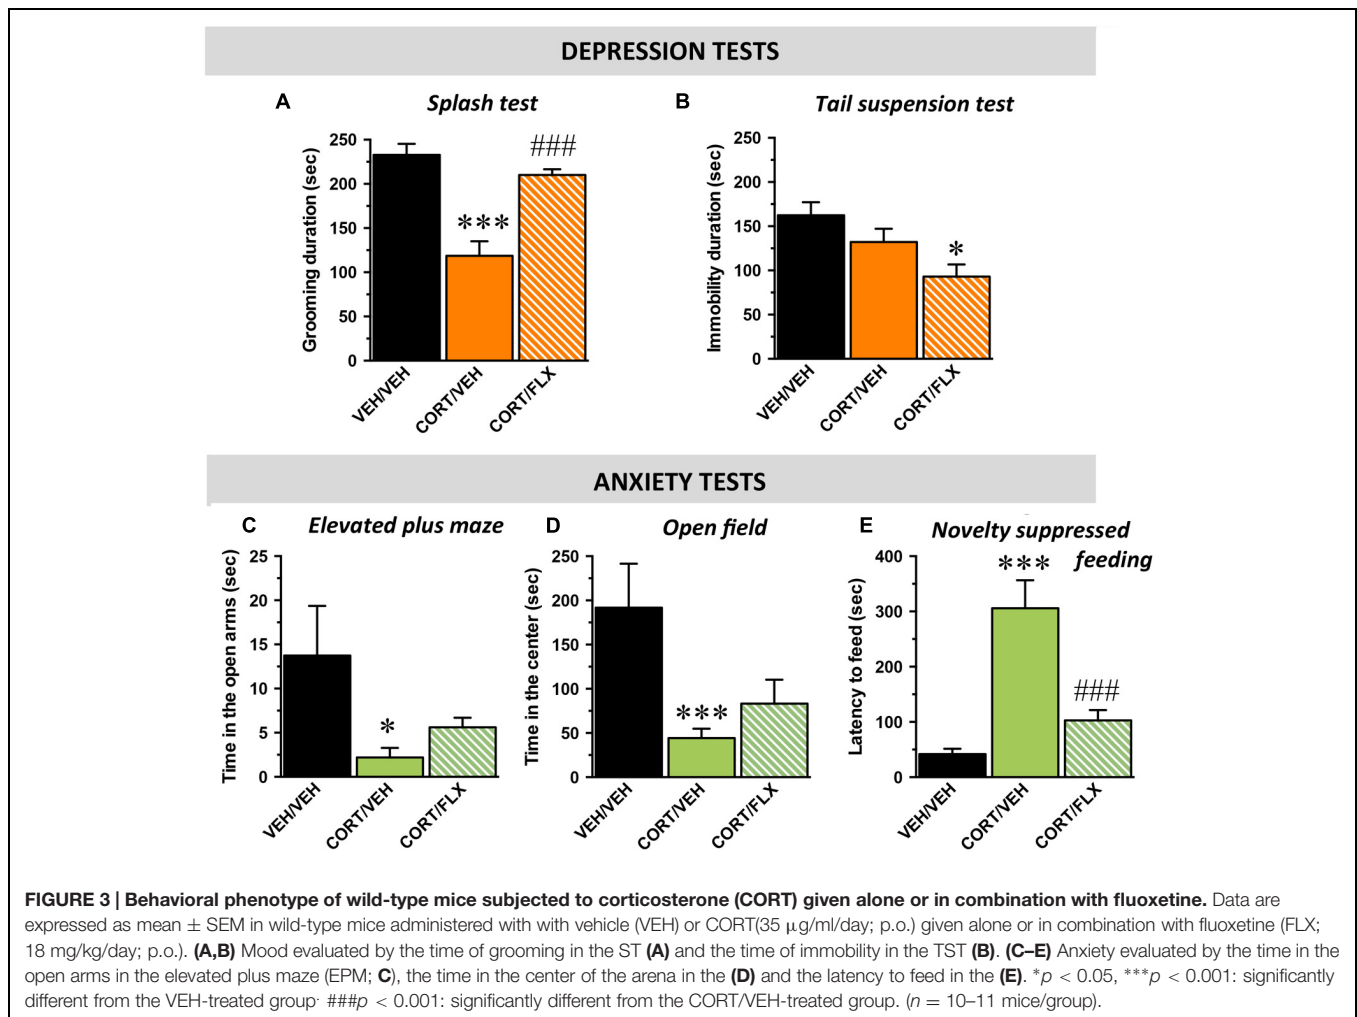 DEPRESSION TESTS
A
Splash test
Grooming duration (sec)
250
200
150
100
50
0
***
###
VEH/VEH
CORT/VEH
CORT/FLX
B
Tail suspension test
Immobility duration (sec)
250
200
150
100
50
0
*
VEH/VEH
CORT/VEH
CORT/FLX
ANXIETY TESTS
C
Elevated plus maze
Time in the open arms (sec)
25
20
15
10
5
0
*
VEH/VEH
CORT/VEH
CORT/FLX
D
Open field
Time in the center (sec)
250
200
150
100
50
0
***
VEH/VEH
CORT/VEH
CORT/FLX
E
Novelty suppressed
feeding
Latency to feed (sec)
400
300
200
100
0
***
###
VEH/VEH
CORT/VEH
CORT/FLX
FIGURE 3 | Behavioral phenotype of wild-type mice subjected to corticosterone (CORT) given alone or in combination with fluoxetine. Data are
expressed as mean ± SEM in wild-type mice administered with with vehicle (VEH) or CORT(35 μg/ml/day; p.o.) given alone or in combination with fluoxetine (FLX;
18 mg/kg/day; p.o.). (A,B) Mood evaluated by the time of grooming in the ST (A) and the time of immobility in the TST (B). (C–E) Anxiety evaluated by the time in the
open arms in the elevated plus maze (EPM; C), the time in the center of the arena in the (D) and the latency to feed in the (E). *p < 0.05, ***p < 0.001: significantly
different from the VEH-treated group. ###p < 0.001: significantly different from the CORT/VEH-treated group. (n = 10–11 mice/group).